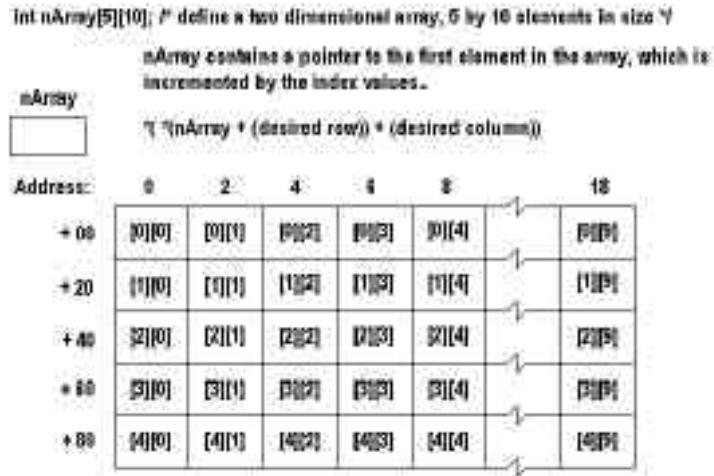 int nArray[5][10]; /* define a two dimensional array, 5 by 10 elements in size */
nArray contains a pointer to the first element in the array, which is
incremented by the index values.
nArray
*( *(nArray + (desired row)) + (desired column))
Address: 0 2 4 6 8 18
+ 00 [0][0] [0][1] [0][2] [0][3] [0][4] [0][9]
+ 20 [1][0] [1][1] [1][2] [1][3] [1][4] [1][9]
+ 40 [2][0] [2][1] [2][2] [2][3] [2][4] [2][9]
+ 60 [3][0] [3][1] [3][2] [3][3] [3][4] [3][9]
+ 80 [4][0] [4][1] [4][2] [4][3] [4][4] [4][9]